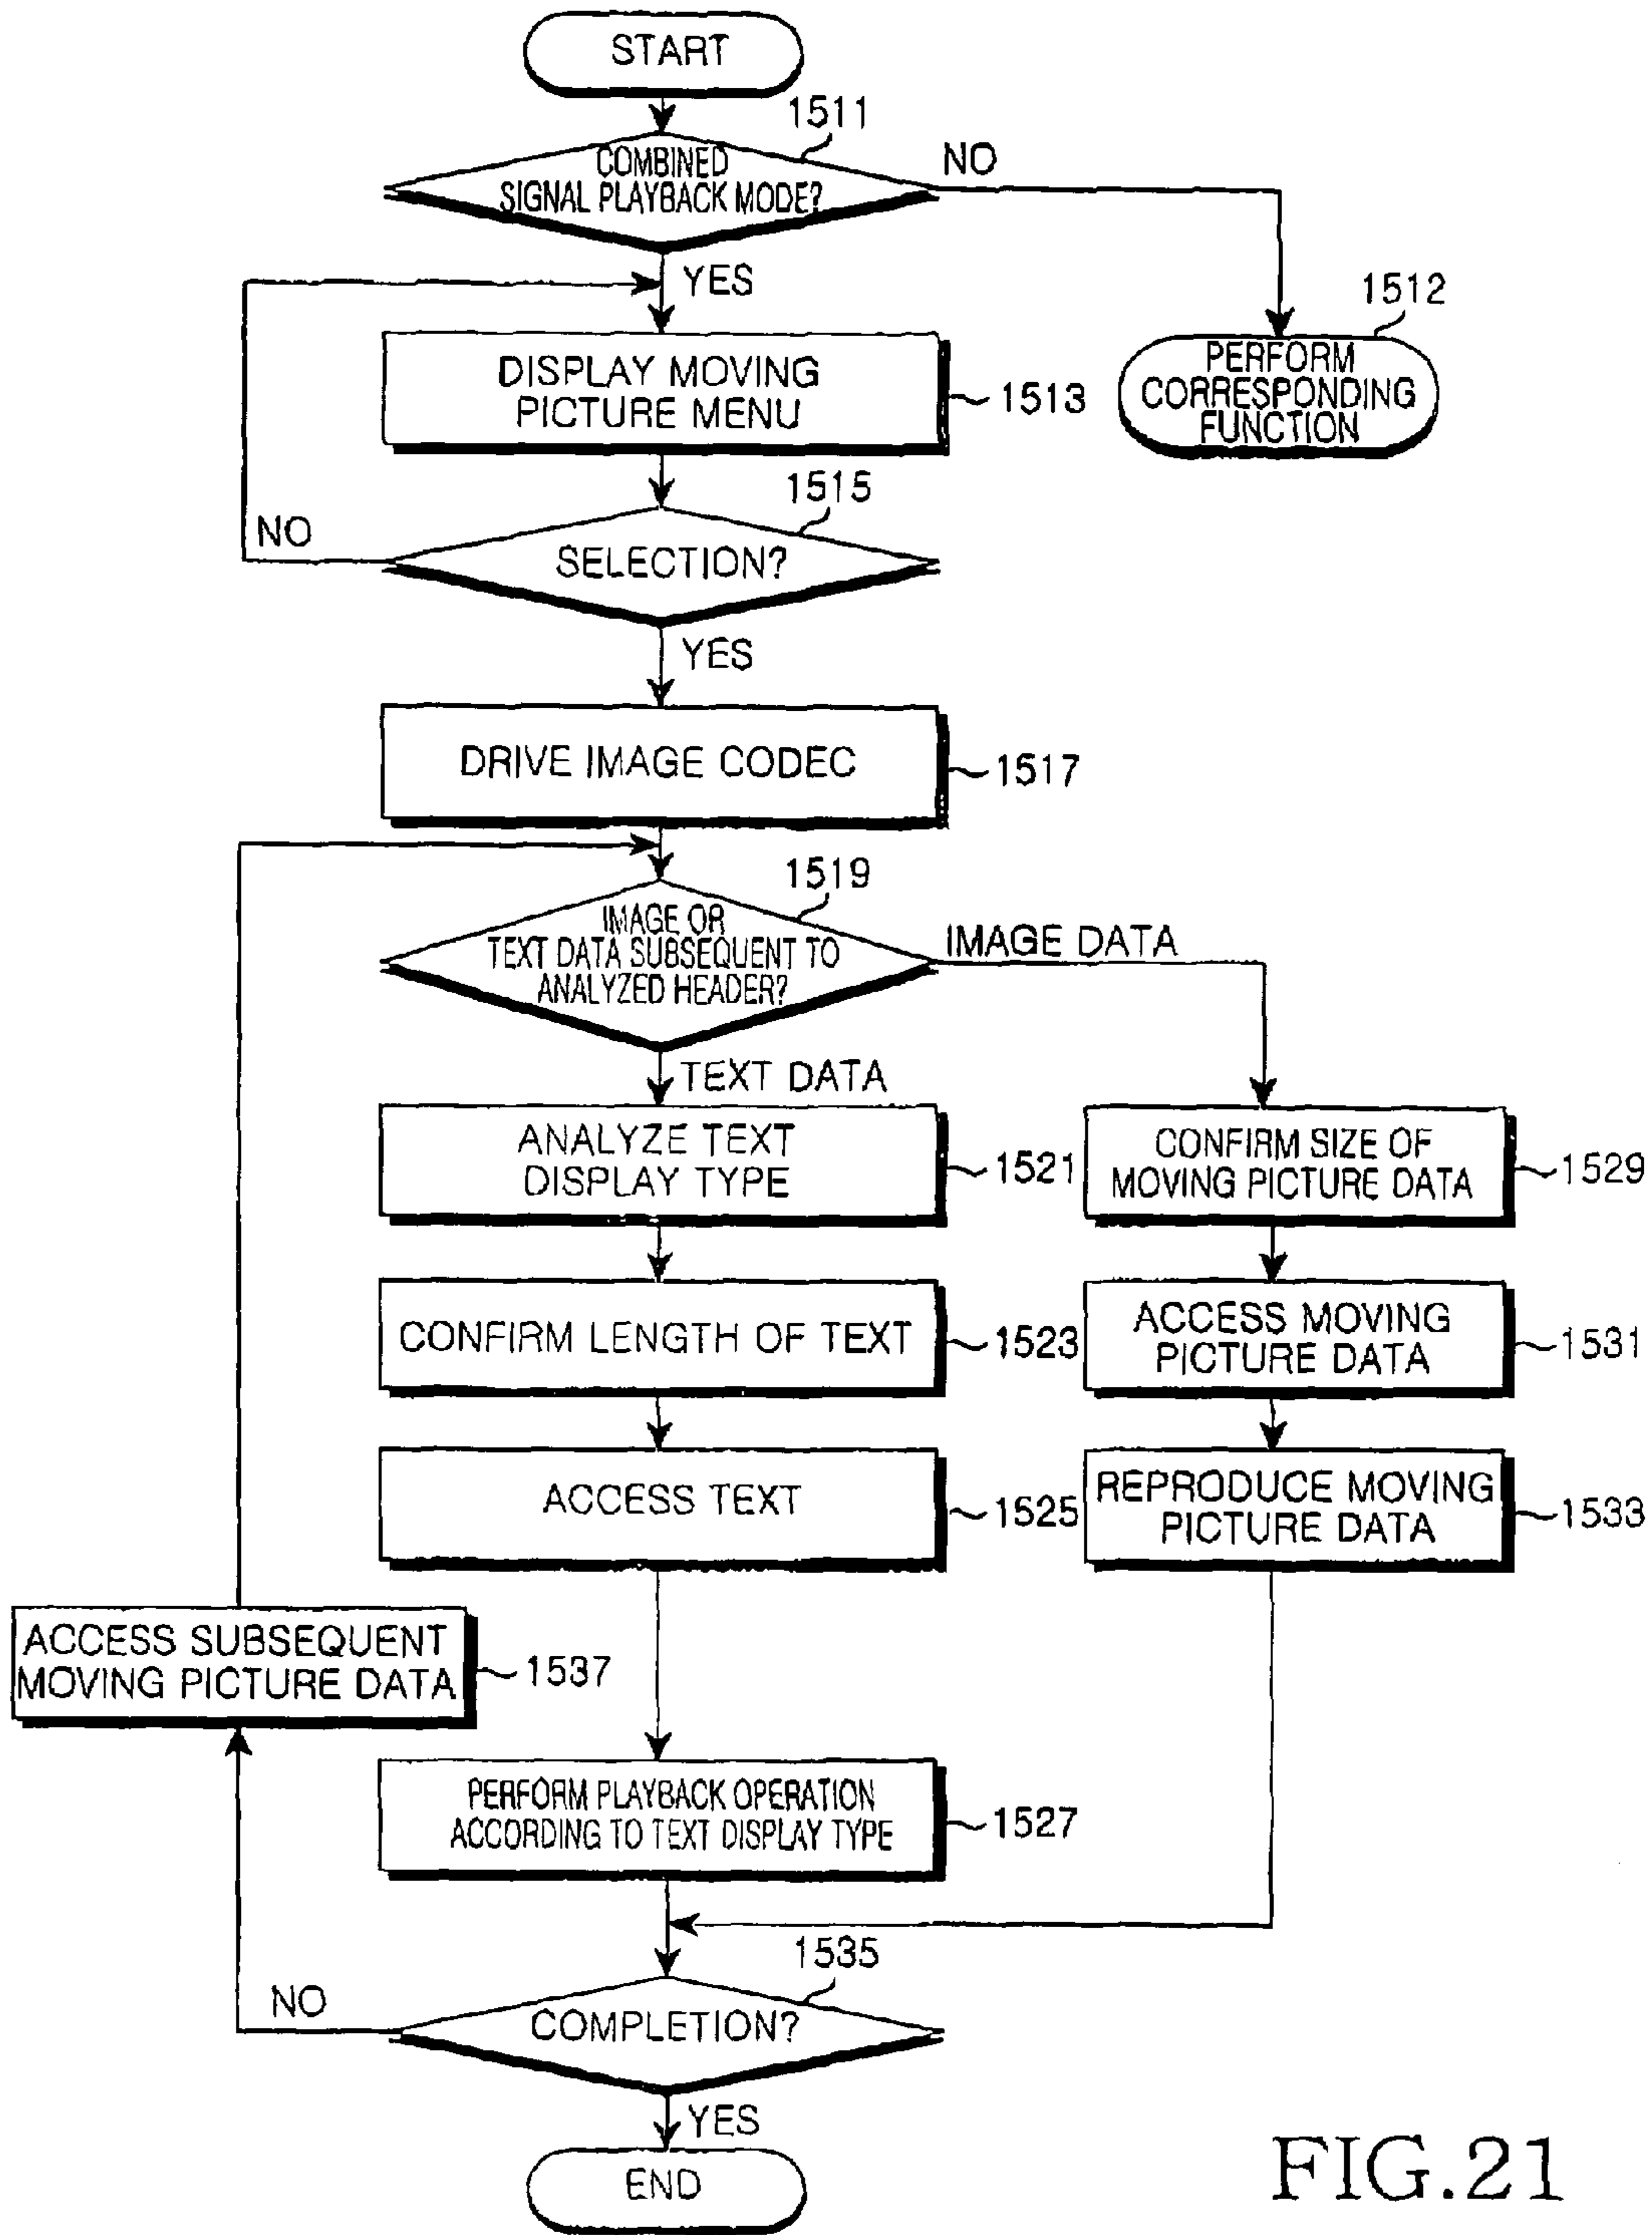 START
1511
COMBINED
SIGNAL PLAYBACK MODE?
NO
YES
1512
PERFORM
CORRESPONDING
FUNCTION
DISPLAY MOVING
PICTURE MENU
1513
1515
SELECTION?
NO
YES
DRIVE IMAGE CODEC
1517
1519
IMAGE OR
TEXT DATA SUBSEQUENT TO
ANALYZED HEADER?
IMAGE DATA
TEXT DATA
ANALYZE TEXT
DISPLAY TYPE
1521
CONFIRM SIZE OF
MOVING PICTURE DATA
1529
CONFIRM LENGTH OF TEXT
1523
ACCESS MOVING
PICTURE DATA
1531
ACCESS TEXT
1525
REPRODUCE MOVING
PICTURE DATA
1533
ACCESS SUBSEQUENT
MOVING PICTURE DATA
1537
PERFORM PLAYBACK OPERATION
ACCORDING TO TEXT DISPLAY TYPE
1527
1535
COMPLETION?
NO
YES
END
FIG.21